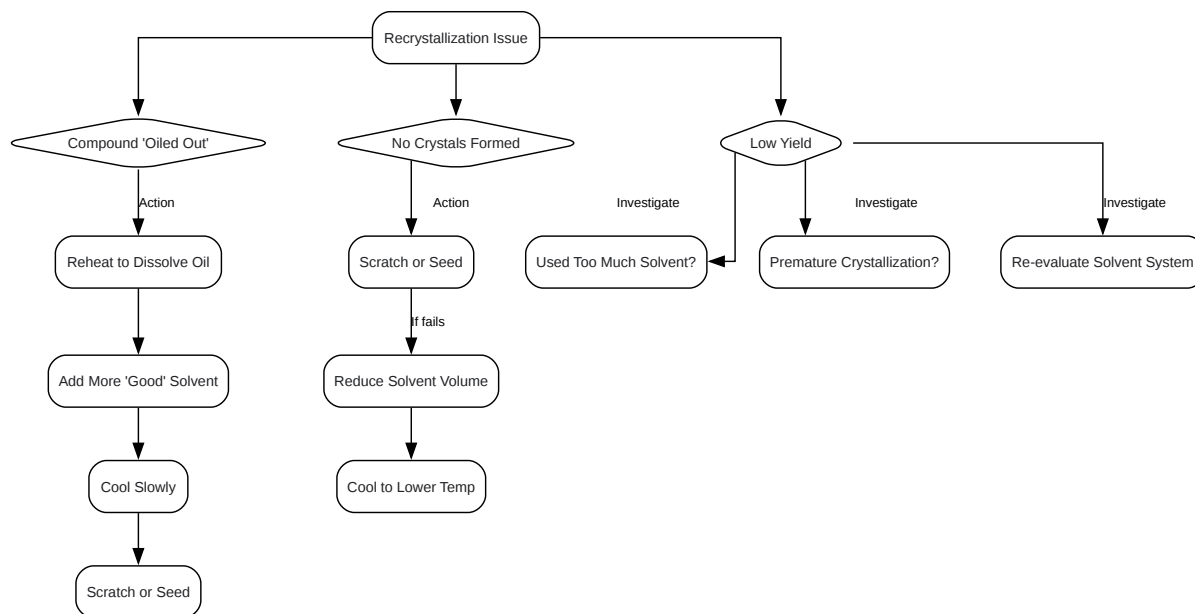 Recrystallization Issue
Compound 'Oiled Out'
No Crystals Formed
Low Yield
Action
Action
Investigate
Investigate
Investigate
Reheat to Dissolve Oil
Scratch or Seed
Used Too Much Solvent?
Premature Crystallization?
Re-evaluate Solvent System
If fails
Add More 'Good' Solvent
Reduce Solvent Volume
Cool Slowly
Cool to Lower Temp
Scratch or Seed